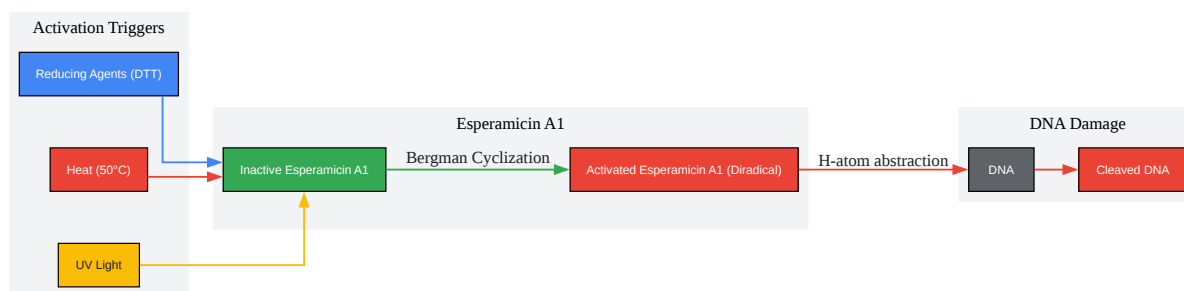 Activation Triggers
Reducing Agents (DTT)
Heat (50°C)
UV Light
Esperamicin A1
Inactive Esperamicin A1
Bergman Cyclization
Activated Esperamicin A1 (Diradical)
H-atom abstraction
DNA Damage
DNA
Cleaved DNA